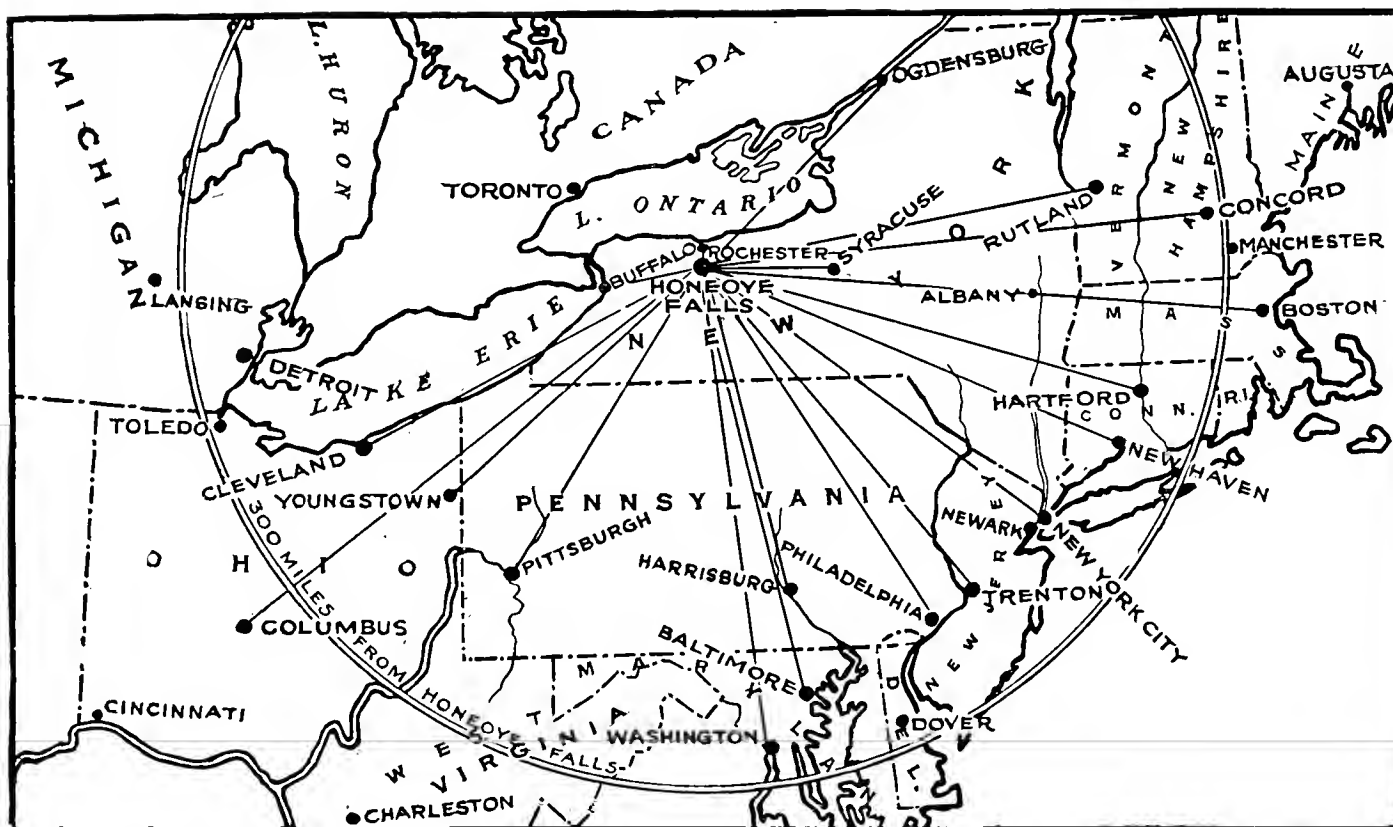 MICHIGAN
L. HURON
CANADA
OGDENSBURG
VERMONT
NEW HAMPSHIRE
MAINE
AUGUSTA
TORONTO
L. ONTARIO
NEW YORK
SYRACUSE
RUTLAND
CONCORD
MANCHESTER
BUFFALO
ROCHESTER
HONEOYE
FALLS
LANSING
ALBANY
MASS
BOSTON
LAKE ERIE
DETROIT
HARTFORD
CONN.
R.I.
TOLEDO
CLEVELAND
NEW HAVEN
YOUNGSTOWN
PENNSYLVANIA
NEWARK
NEW YORK CITY
OHIO
PITTSBURGH
HARRISBURG
PHILADELPHIA
TRENTON
NEW JERSEY
COLUMBUS
BALTIMORE
MARYLAND
300 MILES FROM HONEOYE FALLS
CINCINNATI
WEST
VIRGINIA
WASHINGTON
DOVER
DEL.
CHARLESTON